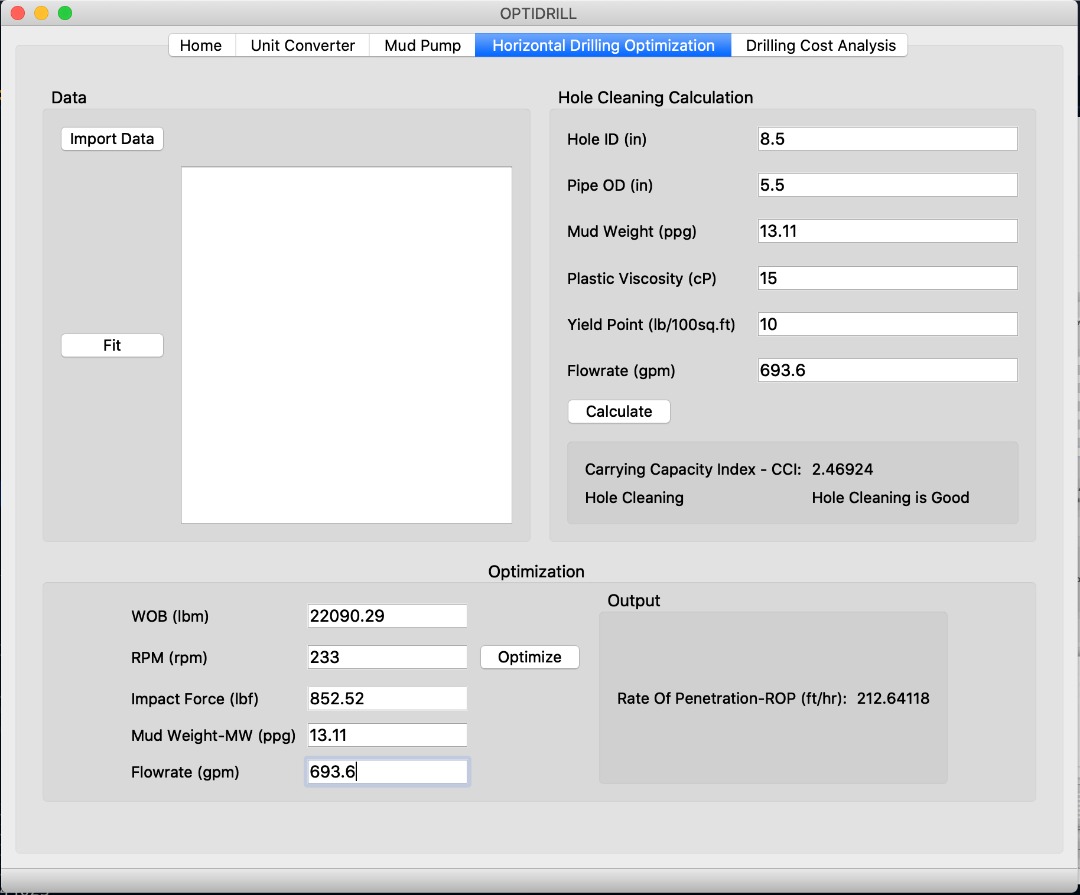 OPTIDRILL
Home Unit Converter Mud Pump Horizontal Drilling Optimization Drilling Cost Analysis
Data
Import Data
Fit
Hole Cleaning Calculation
Hole ID (in) 8.5
Pipe OD (in) 5.5
Mud Weight (ppg) 13.11
Plastic Viscosity (cP) 15
Yield Point (lb/100sq.ft) 10
Flowrate (gpm) 693.6
Calculate
Carrying Capacity Index - CCI: 2.46924
Hole Cleaning Hole Cleaning is Good
Optimization
WOB (lbm) 22090.29
RPM (rpm) 233
Optimize
Impact Force (lbf) 852.52
Mud Weight-MW (ppg) 13.11
Flowrate (gpm) 693.6
Output
Rate Of Penetration-ROP (ft/hr): 212.64118